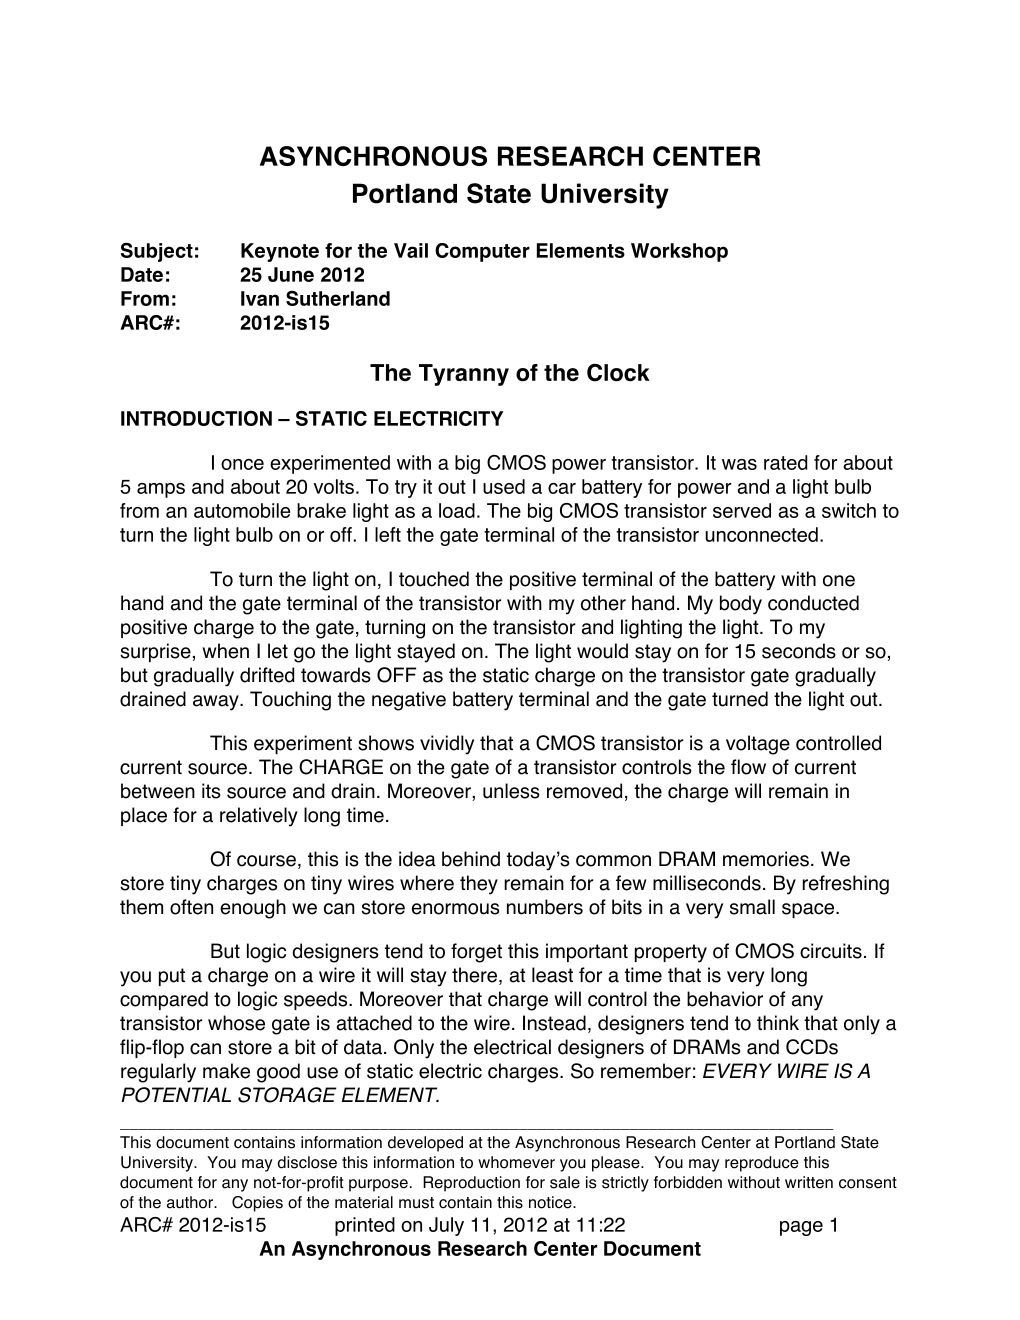 ASYNCHRONOUS RESEARCH CENTER
Portland State University
Subject: Keynote for the Vail Computer Elements Workshop
Date: 25 June 2012
From: Ivan Sutherland
ARC#: 2012-is15
The Tyranny of the Clock
INTRODUCTION – STATIC ELECTRICITY
I once experimented with a big CMOS power transistor. It was rated for about
5 amps and about 20 volts. To try it out I used a car battery for power and a light bulb
from an automobile brake light as a load. The big CMOS transistor served as a switch to
turn the light bulb on or off. I left the gate terminal of the transistor unconnected.
To turn the light on, I touched the positive terminal of the battery with one
hand and the gate terminal of the transistor with my other hand. My body conducted
positive charge to the gate, turning on the transistor and lighting the light. To my
surprise, when I let go the light stayed on. The light would stay on for 15 seconds or so,
but gradually drifted towards OFF as the static charge on the transistor gate gradually
drained away. Touching the negative battery terminal and the gate turned the light out.
This experiment shows vividly that a CMOS transistor is a voltage controlled
current source. The CHARGE on the gate of a transistor controls the flow of current
between its source and drain. Moreover, unless removed, the charge will remain in
place for a relatively long time.
Of course, this is the idea behind today’s common DRAM memories. We
store tiny charges on tiny wires where they remain for a few milliseconds. By refreshing
them often enough we can store enormous numbers of bits in a very small space.
But logic designers tend to forget this important property of CMOS circuits. If
you put a charge on a wire it will stay there, at least for a time that is very long
compared to logic speeds. Moreover that charge will control the behavior of any
transistor whose gate is attached to the wire. Instead, designers tend to think that only a
flip-flop can store a bit of data. Only the electrical designers of DRAMs and CCDs
regularly make good use of static electric charges. So remember: EVERY WIRE IS A
POTENTIAL STORAGE ELEMENT.
This document contains information developed at the Asynchronous Research Center at Portland State
University. You may disclose this information to whomever you please. You may reproduce this
document for any not-for-profit purpose. Reproduction for sale is strictly forbidden without written consent
of the author. Copies of the material must contain this notice.
ARC# 2012-is15 printed on July 11, 2012 at 11:22 page 1
An Asynchronous Research Center Document